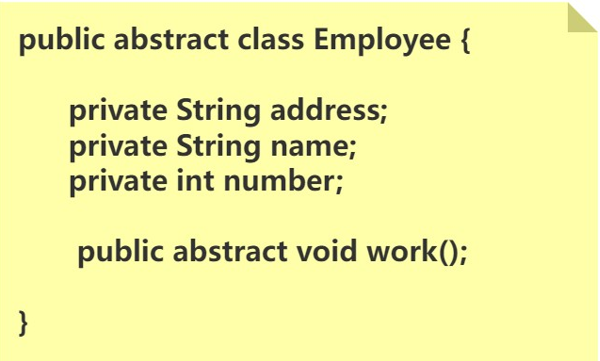 public abstract class Employee {
private String address;
private String name;
private int number;
public abstract void work();
}